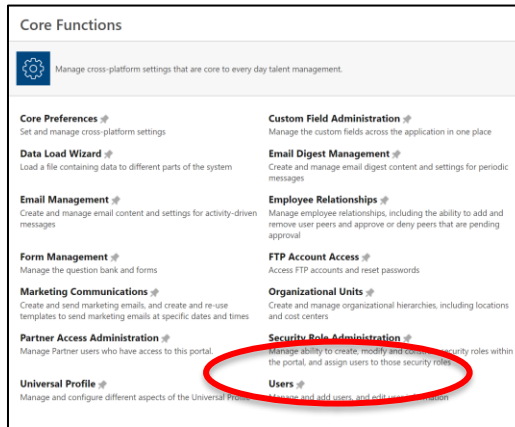 Core Functions
Manage cross-platform settings that are core to every day talent management.
Core Preferences
Set and manage cross-platform settings
Data Load Wizard
Load a file containing data to different parts of the system
Email Management
Create and manage email content and settings for activity-driven
messages
Form Management
Manage the question bank and forms
Marketing Communications
Create and send marketing emails, and create and re-use
templates to send marketing emails at specific dates and times
Partner Access Administration
Manage Partner users who have access to this portal.
Universal Profile
Manage and configure different aspects of the Universal Profile
Custom Field Administration
Manage the custom fields across the application in one place
Email Digest Management
Create and manage email digest content and settings for periodic
messages
Employee Relationships
Manage employee relationships, including the ability to add and
remove user peers and approve or deny peers that are pending
approval
FTP Account Access
Access FTP accounts and reset passwords
Organizational Units
Create and manage organizational hierarchies, including locations
and cost centers
Security Role Administration
Manage ability to create, modify and security roles within
the portal, and assign users to those security roles
Users
Manage and add users, and edit user information